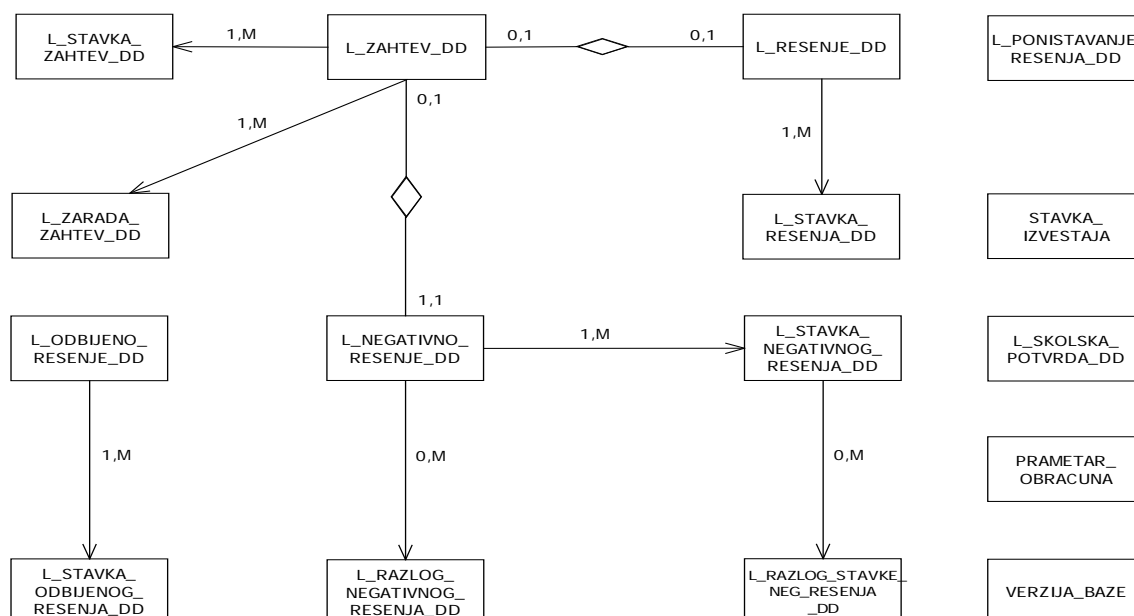 L_STAVKA_
ZAHTEV_DD
1,M
L_ZAHTEV_DD
0,1
0,1
L_RESENJE_DD
L_PONISTAVANJE
RESENJA_DD
0,1
1,M
1,M
L_ZARADA_
ZAHTEV_DD
L_STAVKA_
RESENJA_DD
STAVKA_
IZVESTAJA
1,1
L_ODBIJENO_
RESENJE_DD
L_NEGATIVNO_
RESENJE_DD
1,M
L_STAVKA_
NEGATIVNOG_
RESENJA_DD
L_SKOLSKA_
POTVRDA_DD
1,M
0,M
0,M
PRAMETAR_
OBRACUNA
L_STAVKA_
ODBIJENOG_
RESENJA_DD
L_RAZLOG_
NEGATIVNOG_
RESENJA_DD
L_RAZLOG_STAVKE_
NEG_RESENJA
_DD
VERZIJA_BAZE